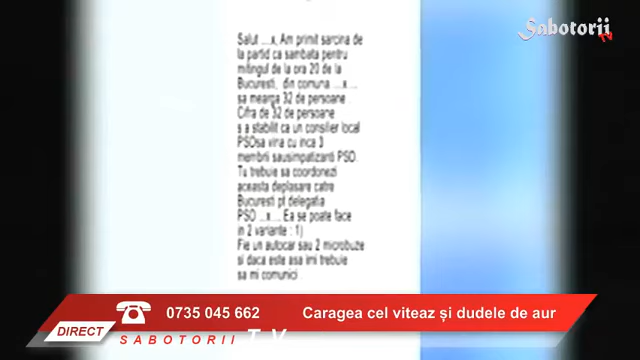 Sabotorii
TV
Salut ....x, Am primit sarcina de
la partid ca sambata pentru
mitingul de la ora 20 de la
Bucuresti, din comuna ....x ...
sa mearga 32 de persoane .
Cifra de 32 de persoane
s a stabilit ca un consilier local
PSDsa vina cu inca 3
membrii sausimpatizanti PSD.
Tu trebuie sa coordonezi
aceasta deplasare catre
Bucuresti pt delegatia
PSD ...x.... Ea se poate face
in 2 variante : 1)
Fie un autocar sau 2 microbuze
si daca este asa imi trebuie
sa mi comunici
0735 045 662 Caragea cel viteaz și dudele de aur
DIRECT
SABOTORII TV